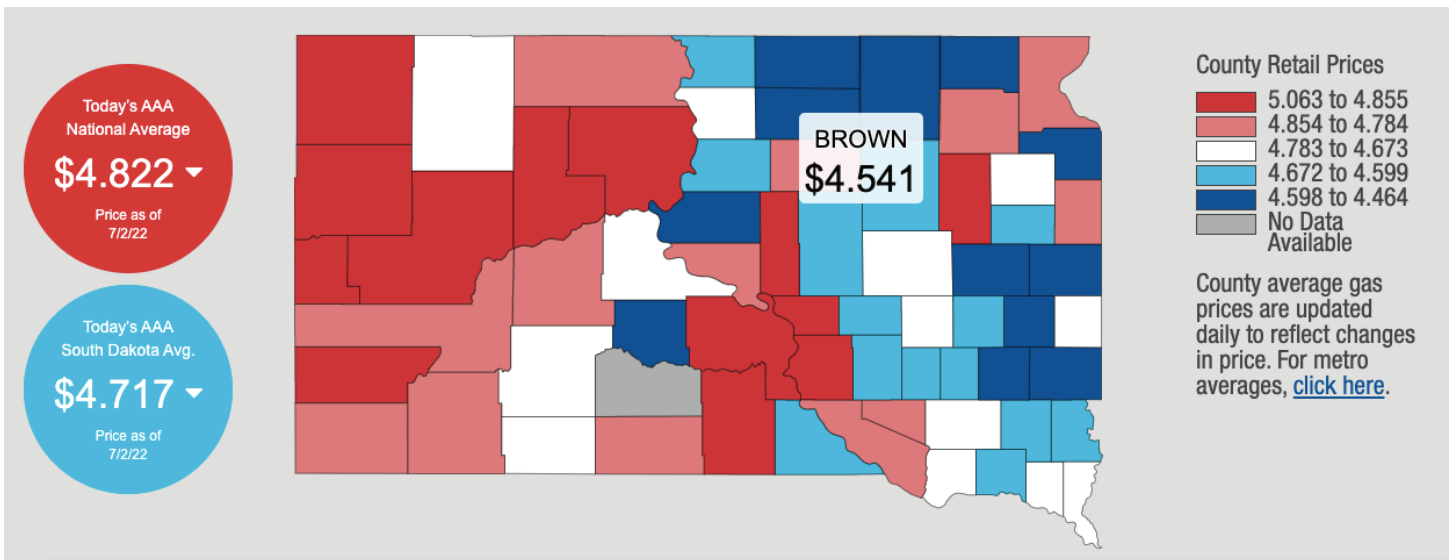 Today's AAA
National Average
$4.822
Price as of
7/2/22
Today's AAA
South Dakota Avg.
$4.717
Price as of
7/2/22
BROWN
$4.541
County Retail Prices
5.063 to 4.855
4.854 to 4.784
4.783 to 4.673
4.672 to 4.599
4.598 to 4.464
No Data
Available
County average gas
prices are updated
daily to reflect changes
in price. For metro
averages, click here.